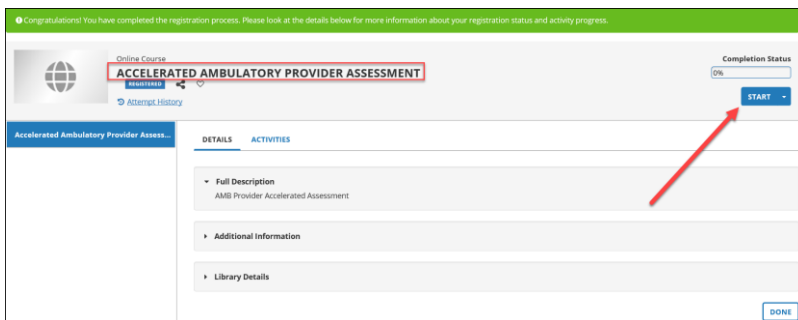 Congratulations! You have completed the registration process. Please look at the details below for more information about your registration status and activity progress.
Online Course
ACCELERATED AMBULATORY PROVIDER ASSESSMENT
REGISTERED
Attempt History
Completion Status
0%
START
Accelerated Ambulatory Provider Assess...
DETAILS ACTIVITIES
Full Description
AMB Provider Accelerated Assessment
Additional Information
Library Details
DONE